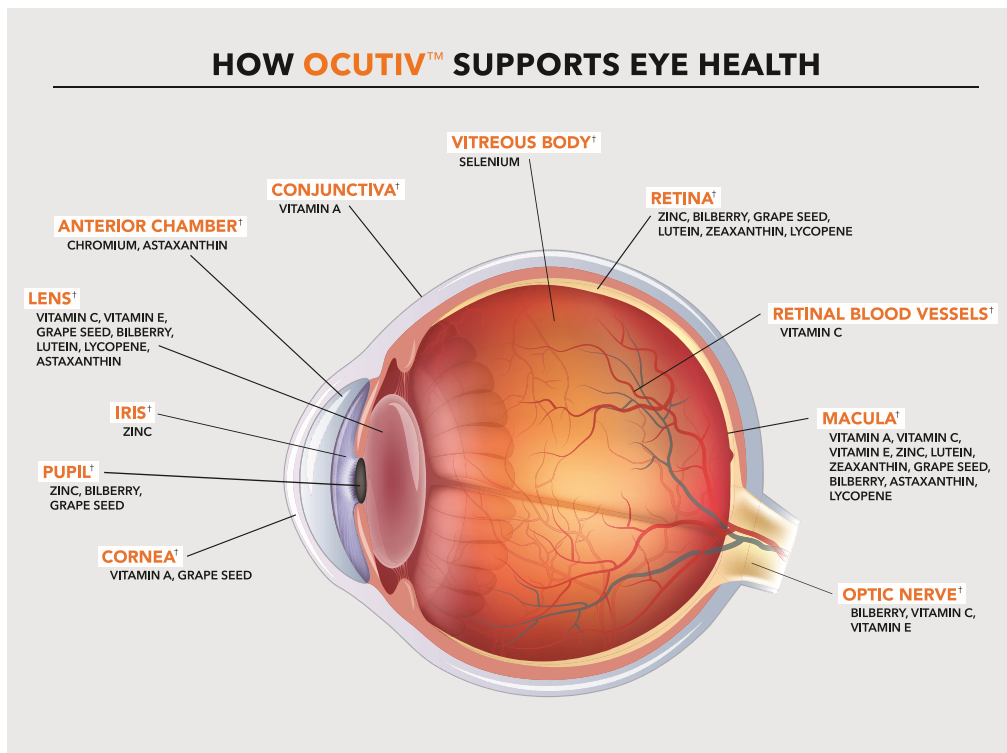 HOW OCUTIV™ SUPPORTS EYE HEALTH
VITREOUS BODY†
SELENIUM
CONJUNCTIVA†
VITAMIN A
RETINA†
ZINC, BILBERRY, GRAPE SEED,
LUTEIN, ZEAXANTHIN, LYCOPENE
ANTERIOR CHAMBER†
CHROMIUM, ASTAXANTHIN
LENS†
VITAMIN C, VITAMIN E,
GRAPE SEED, BILBERRY,
LUTEIN, LYCOPENE,
ASTAXANTHIN
RETINAL BLOOD VESSELS†
VITAMIN C
IRIS†
ZINC
MACULA†
VITAMIN A, VITAMIN C,
VITAMIN E, ZINC, LUTEIN,
ZEAXANTHIN, GRAPE SEED,
BILBERRY, ASTAXANTHIN,
LYCOPENE
PUPIL†
ZINC, BILBERRY,
GRAPE SEED
CORNEA†
VITAMIN A, GRAPE SEED
OPTIC NERVE†
BILBERRY, VITAMIN C,
VITAMIN E